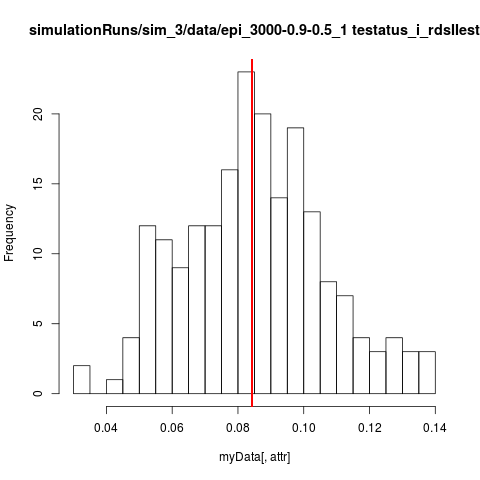 simulationRuns/sim_3/data/epi_3000-0.9-0.5_1 testatus_i_rdsllest
Frequency
20
15
10
5
0
0.04 0.06 0.08 0.10 0.12 0.14
myData[, attr]